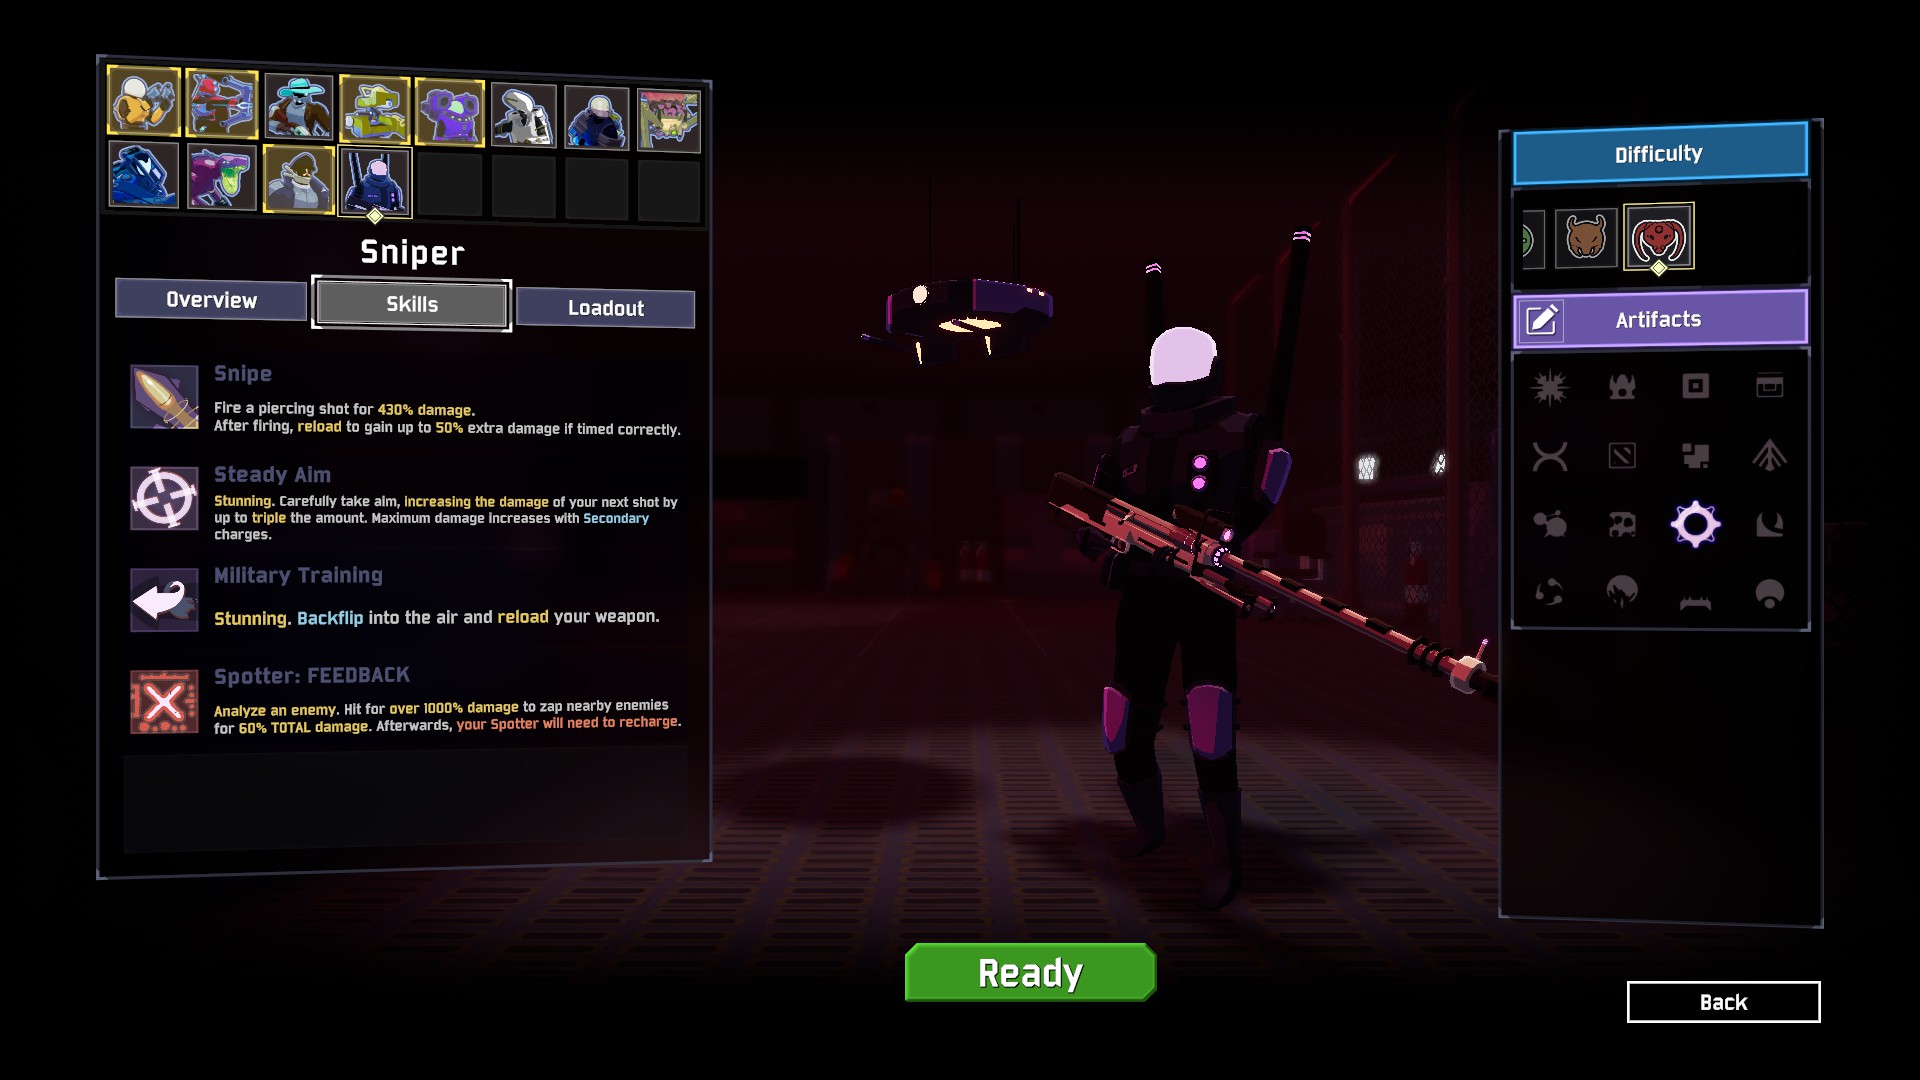 Sniper
Overview
Skills
Loadout
Snipe
Fire a piercing shot for 430% damage.
After firing, reload to gain up to 50% extra damage if timed correctly.
Steady Aim
Stunning. Carefully take aim, increasing the damage of your next shot by
up to triple the amount. Maximum damage increases with Secondary
charges.
Military Training
Stunning. Backflip into the air and reload your weapon.
Spotter: FEEDBACK
Analyze an enemy. Hit for over 1000% damage to zap nearby enemies
for 60% TOTAL damage. Afterwards, your Spotter will need to recharge.
Difficulty
Artifacts
Ready
Back